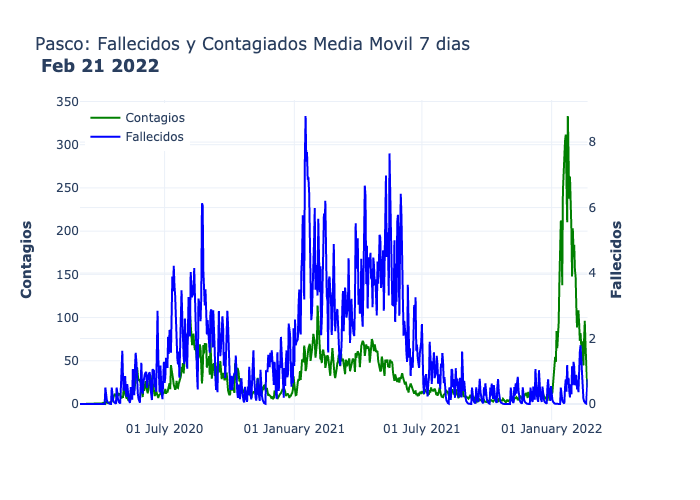 Pasco: Fallecidos y Contagiados Media Movil 7 dias
Feb 21 2022
Contagios
Fallecidos
350
300
250
200
150
100
50
0
8
6
4
2
0
Contagios
Fallecidos
01 July 2020
01 January 2021
01 July 2021
01 January 2022